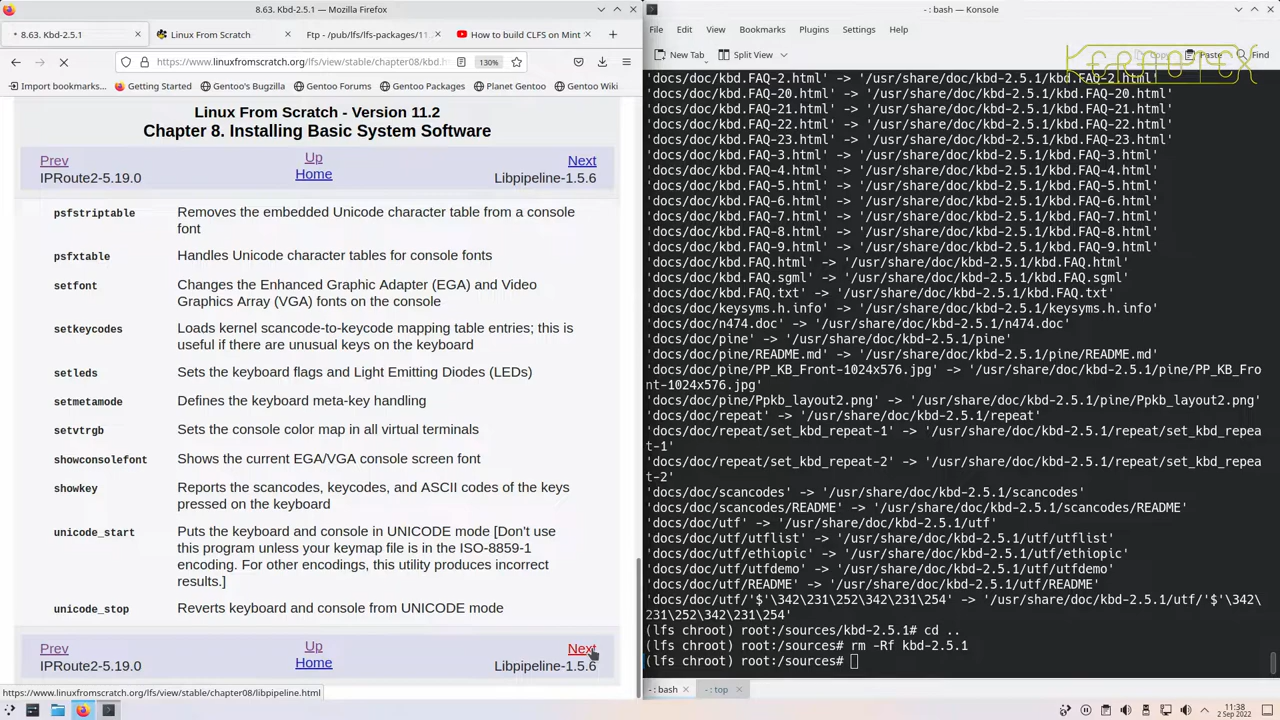 8.63. Kbd-2.5.1 — Mozilla Firefox
8.63. Kbd-2.5.1
Linux From Scratch
Ftp - /pub/lfs/lfs-packages/11
How to build CLFS on Mint
https://www.linuxfromscratch.org/lfs/view/stable/chapter08/kbd.
Import bookmarks...
Getting Started
Gentoo's Bugzilla
Gentoo Forums
Gentoo Packages
Planet Gentoo
Gentoo Wiki
Linux From Scratch - Version 11.2
Chapter 8. Installing Basic System Software
Prev Up Next
IPRoute2-5.19.0 Home Libpipeline-1.5.6
psfstriptable Removes the embedded Unicode character table from a console
font
psfxtable Handles Unicode character tables for console fonts
setfont Changes the Enhanced Graphic Adapter (EGA) and Video
Graphics Array (VGA) fonts on the console
setkeycodes Loads kernel scancode-to-keycode mapping table entries; this is
useful if there are unusual keys on the keyboard
setleds Sets the keyboard flags and Light Emitting Diodes (LEDs)
setmetamode Defines the keyboard meta-key handling
setvtrgb Sets the console color map in all virtual terminals
showconsolefont Shows the current EGA/VGA console screen font
showkey Reports the scancodes, keycodes, and ASCII codes of the keys
pressed on the keyboard
unicode_start Puts the keyboard and console in UNICODE mode [Don't use
this program unless your keymap file is in the ISO-8859-1
encoding. For other encodings, this utility produces incorrect
results.]
unicode_stop Reverts keyboard and console from UNICODE mode
Prev Up Next
IPRoute2-5.19.0 Home Libpipeline-1.5.6
https://www.linuxfromscratch.org/lfs/view/stable/chapter08/libpipeline.html
- : bash — Konsole
File Edit View Bookmarks Plugins Settings Help
New Tab Split View Paste Find
KERAPLEX
'docs/doc/kbd.FAQ-2.html' -> '/usr/share/doc/kbd-2.5.1/kbd.FAQ-2.html'
'docs/doc/kbd.FAQ-20.html' -> '/usr/share/doc/kbd-2.5.1/kbd.FAQ-20.html'
'docs/doc/kbd.FAQ-21.html' -> '/usr/share/doc/kbd-2.5.1/kbd.FAQ-21.html'
'docs/doc/kbd.FAQ-22.html' -> '/usr/share/doc/kbd-2.5.1/kbd.FAQ-22.html'
'docs/doc/kbd.FAQ-23.html' -> '/usr/share/doc/kbd-2.5.1/kbd.FAQ-23.html'
'docs/doc/kbd.FAQ-3.html' -> '/usr/share/doc/kbd-2.5.1/kbd.FAQ-3.html'
'docs/doc/kbd.FAQ-4.html' -> '/usr/share/doc/kbd-2.5.1/kbd.FAQ-4.html'
'docs/doc/kbd.FAQ-5.html' -> '/usr/share/doc/kbd-2.5.1/kbd.FAQ-5.html'
'docs/doc/kbd.FAQ-6.html' -> '/usr/share/doc/kbd-2.5.1/kbd.FAQ-6.html'
'docs/doc/kbd.FAQ-7.html' -> '/usr/share/doc/kbd-2.5.1/kbd.FAQ-7.html'
'docs/doc/kbd.FAQ-8.html' -> '/usr/share/doc/kbd-2.5.1/kbd.FAQ-8.html'
'docs/doc/kbd.FAQ-9.html' -> '/usr/share/doc/kbd-2.5.1/kbd.FAQ-9.html'
'docs/doc/kbd.FAQ.html' -> '/usr/share/doc/kbd-2.5.1/kbd.FAQ.html'
'docs/doc/kbd.FAQ.sgml' -> '/usr/share/doc/kbd-2.5.1/kbd.FAQ.sgml'
'docs/doc/kbd.FAQ.txt' -> '/usr/share/doc/kbd-2.5.1/kbd.FAQ.txt'
'docs/doc/keysyms.h.info' -> '/usr/share/doc/kbd-2.5.1/keysyms.h.info'
'docs/doc/n474.doc' -> '/usr/share/doc/kbd-2.5.1/n474.doc'
'docs/doc/pine' -> '/usr/share/doc/kbd-2.5.1/pine'
'docs/doc/pine/README.md' -> '/usr/share/doc/kbd-2.5.1/pine/README.md'
'docs/doc/pine/PP_KB_Front-1024x576.jpg' -> '/usr/share/doc/kbd-2.5.1/pine/PP_KB_Fro
nt-1024x576.jpg'
'docs/doc/pine/Ppkb_layout2.png' -> '/usr/share/doc/kbd-2.5.1/pine/Ppkb_layout2.png'
'docs/doc/repeat' -> '/usr/share/doc/kbd-2.5.1/repeat'
'docs/doc/repeat/set_kbd_repeat-1' -> '/usr/share/doc/kbd-2.5.1/repeat/set_kbd_repea
t-1'
'docs/doc/repeat/set_kbd_repeat-2' -> '/usr/share/doc/kbd-2.5.1/repeat/set_kbd_repea
t-2'
'docs/doc/scancodes' -> '/usr/share/doc/kbd-2.5.1/scancodes'
'docs/doc/scancodes/README' -> '/usr/share/doc/kbd-2.5.1/scancodes/README'
'docs/doc/utf' -> '/usr/share/doc/kbd-2.5.1/utf'
'docs/doc/utf/utflist' -> '/usr/share/doc/kbd-2.5.1/utf/utflist'
'docs/doc/utf/ethiopic' -> '/usr/share/doc/kbd-2.5.1/utf/ethiopic'
'docs/doc/utf/utfdemo' -> '/usr/share/doc/kbd-2.5.1/utf/utfdemo'
'docs/doc/utf/README' -> '/usr/share/doc/kbd-2.5.1/utf/README'
'docs/doc/utf/'$'\342\231\252\342\231\254' -> '/usr/share/doc/kbd-2.5.1/utf/'$'\342\
231\252\342\231\254'
(lfs chroot) root:/sources/kbd-2.5.1# cd ..
(lfs chroot) root:/sources# rm -Rf kbd-2.5.1
(lfs chroot) root:/sources#
- : bash - : top
11:38
2 Sep 2022